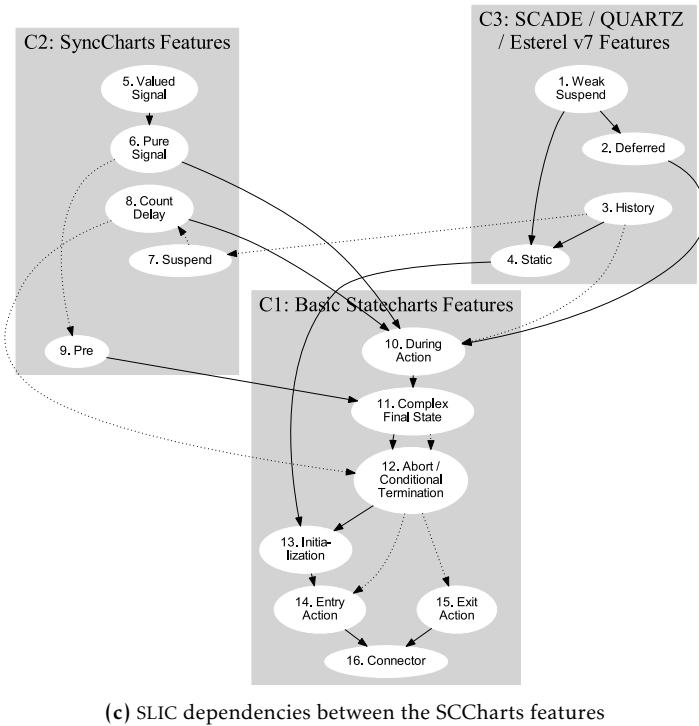 C2: SyncCharts Features
5. Valued
Signal
6. Pure
Signal
8. Count
Delay
7. Suspend
9. Pre
C3: SCADE / QUARTZ
/ Esterel v7 Features
1. Weak
Suspend
2. Deferred
3. History
4. Static
C1: Basic Statecharts Features
10. During
Action
11. Complex
Final State
12. Abort /
Conditional
Termination
13. Initia-
lization
14. Entry
Action
15. Exit
Action
16. Connector
(c) SLIC dependencies between the SCCharts features